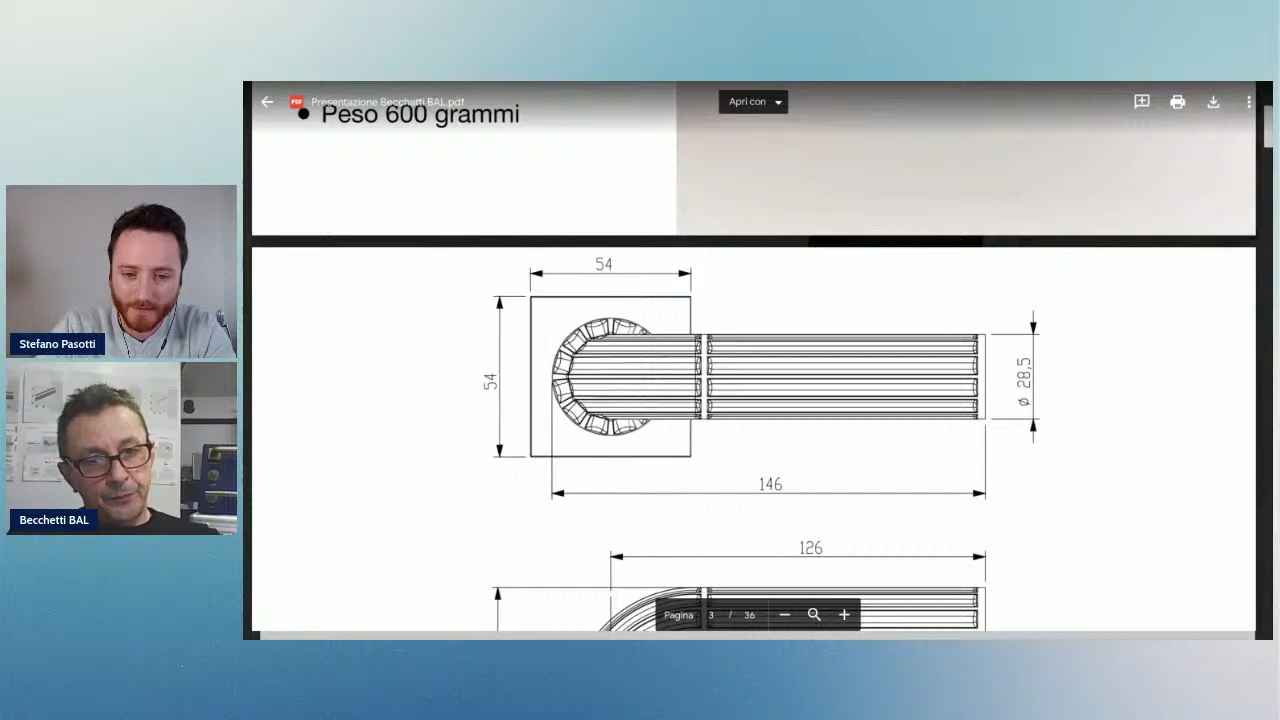 Presentazione Becchatti BAL.pdf
Apri con
• Peso 600 grammi
54
54
ø 28,5
146
126
Pagina 3 / 36
Stefano Pasotti
Becchetti BAL